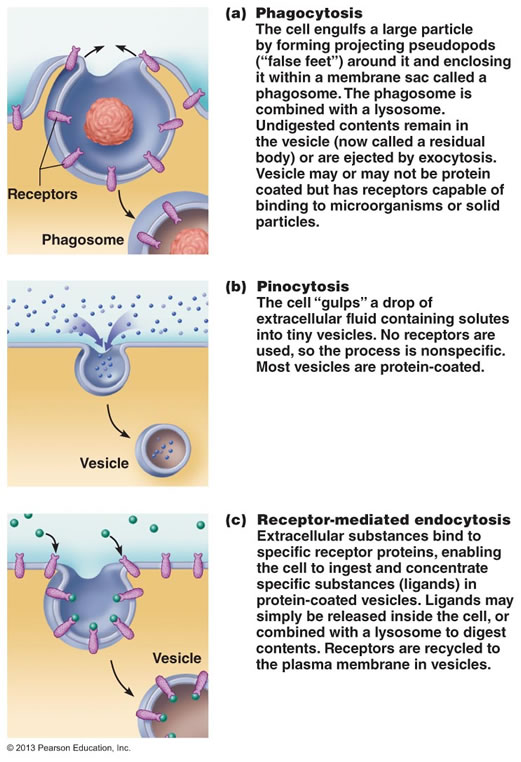 (a) Phagocytosis
The cell engulfs a large particle
by forming projecting pseudopods
(“false feet”) around it and enclosing
it within a membrane sac called a
phagosome. The phagosome is
combined with a lysosome.
Undigested contents remain in
the vesicle (now called a residual
body) or are ejected by exocytosis.
Vesicle may or may not be protein
coated but has receptors capable of
binding to microorganisms or solid
particles.
Receptors
Phagosome
(b) Pinocytosis
The cell “gulps” a drop of
extracellular fluid containing solutes
into tiny vesicles. No receptors are
used, so the process is nonspecific.
Most vesicles are protein-coated.
Vesicle
(c) Receptor-mediated endocytosis
Extracellular substances bind to
specific receptor proteins, enabling
the cell to ingest and concentrate
specific substances (ligands) in
protein-coated vesicles. Ligands may
simply be released inside the cell, or
combined with a lysosome to digest
contents. Receptors are recycled to
the plasma membrane in vesicles.
Vesicle
© 2013 Pearson Education, Inc.